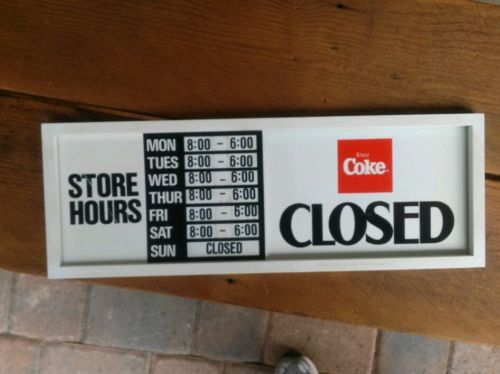 STORE
HOURS
MON 8:00 - 6:00
TUES 8:00 - 6:00
WED 8:00 - 6:00
THUR 8:00 - 6:00
FRI 8:00 - 6:00
SAT 8:00 - 6:00
SUN CLOSED
Enjoy
Coke
CLOSED